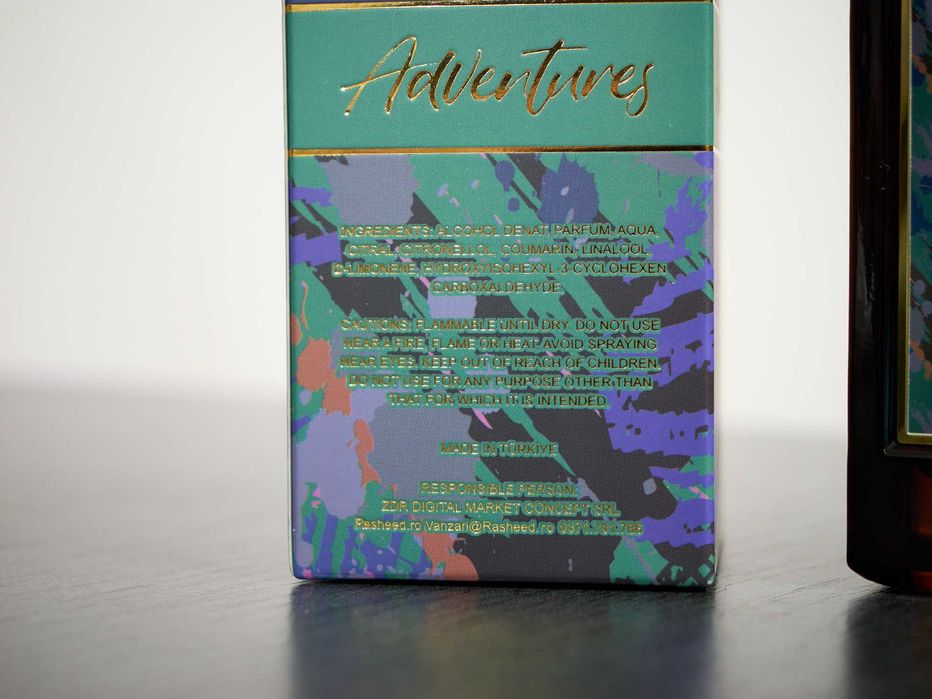 Adventures
INGREDIENTS: ALCOHOL DENAT, PARFUM, AQUA,
CITRAL, CITRONELLOL, COUMARIN, LINALOOL,
D-LIMONENE, HYDROXYISOHEXYL-3-CYCLOHEXEN
CARBOXALDEHYDE.
CAUTIONS: FLAMMABLE UNTIL DRY. DO NOT USE
NEAR A FIRE, FLAME OR HEAT. AVOID SPRAYING
NEAR EYES. KEEP OUT OF REACH OF CHILDREN.
DO NOT USE FOR ANY PURPOSE OTHER THAN
THAT FOR WHICH IT IS INTENDED.
MADE IN TÜRKİYE
RESPONSIBLE PERSON:
ZDR DIGITAL MARKET CONCEPT SRL
Rasheed.ro Vanzari@Rasheed.ro